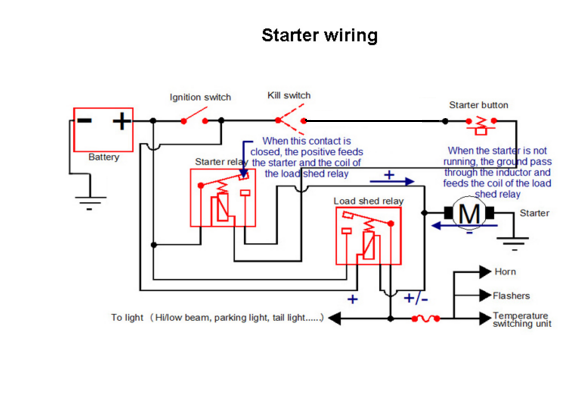 Starter wiring
Ignition switch
Kill switch
Starter button
Battery
When this contact is
closed, the positive feeds
the starter and the coil of
the load shed relay
Starter relay
When the starter is not
running, the ground pass
through the inductor and
feeds the coil of the load
shed relay
Load shed relay
M
Starter
+
-
+
+/-
Horn
Flashers
Temperature
switching unit
To light （Hi/low beam, parking light, tail light......）